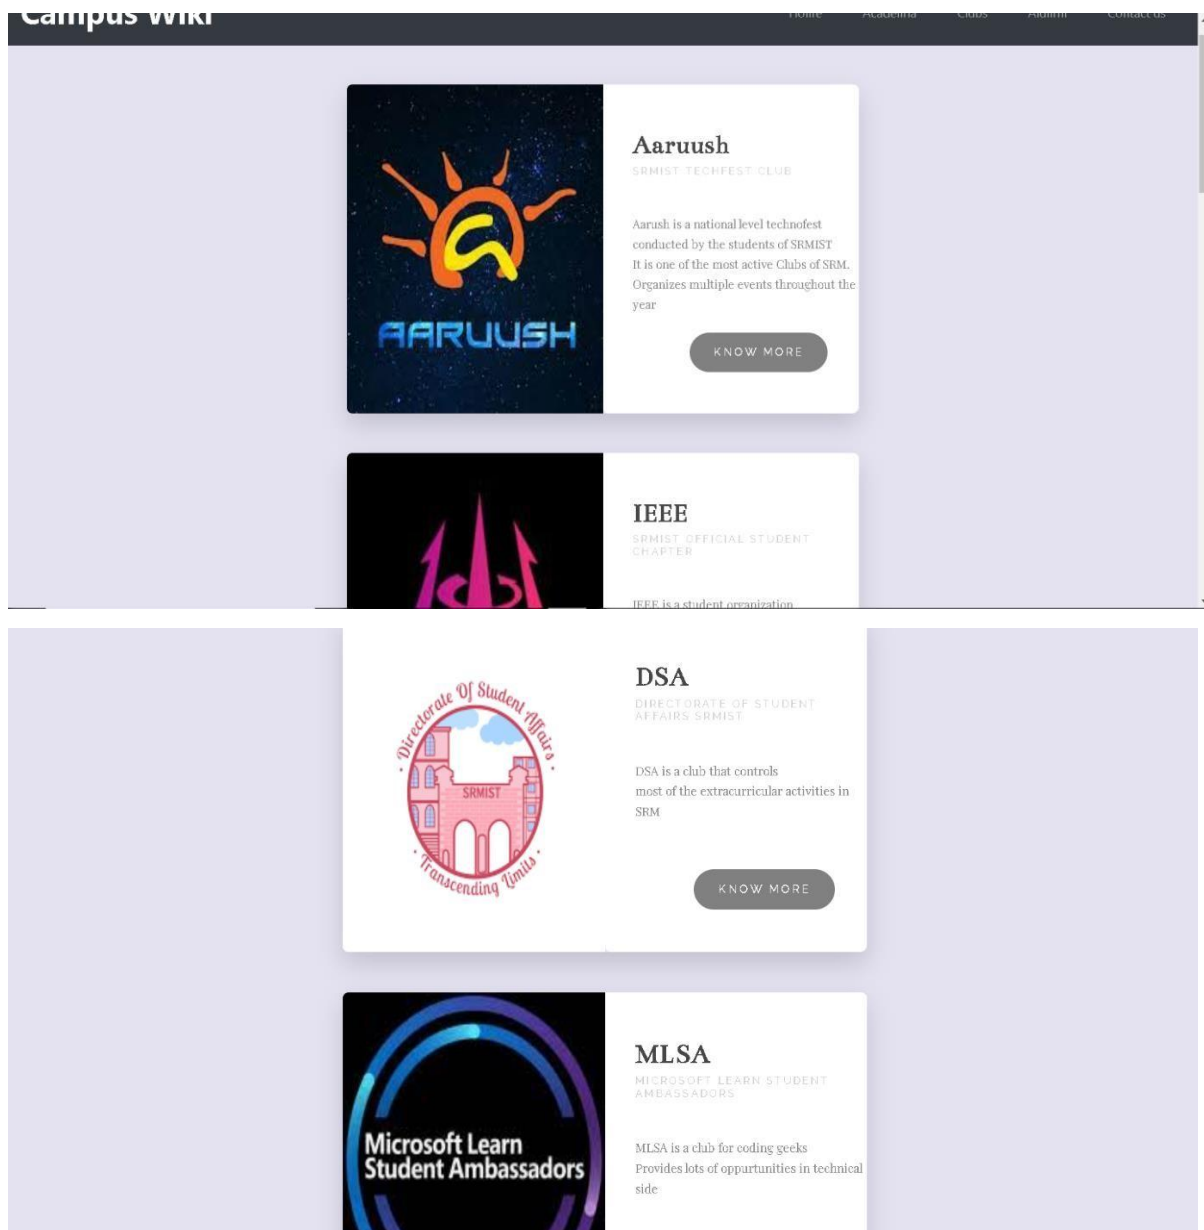 Campus Wiki
Home Academia Clubs Alumni Contact us
AARUUSH
Aaruush
SRMIST TECHFEST CLUB
Aarush is a national level technofest
conducted by the students of SRMIST
It is one of the most active Clubs of SRM.
Organizes multiple events throughout the
year
KNOW MORE
IEEE
SRMIST OFFICIAL STUDENT
CHAPTER
IEEE is a student organization
Directorate Of Student Affairs
SRMIST
Transcending Limits
DSA
DIRECTORATE OF STUDENT
AFFAIRS SRMIST
DSA is a club that controls
most of the extracurricular activities in
SRM
KNOW MORE
Microsoft Learn
Student Ambassadors
MLSA
MICROSOFT LEARN STUDENT
AMBASSADORS
MLSA is a club for coding geeks
Provides lots of oppurtunities in technical
side